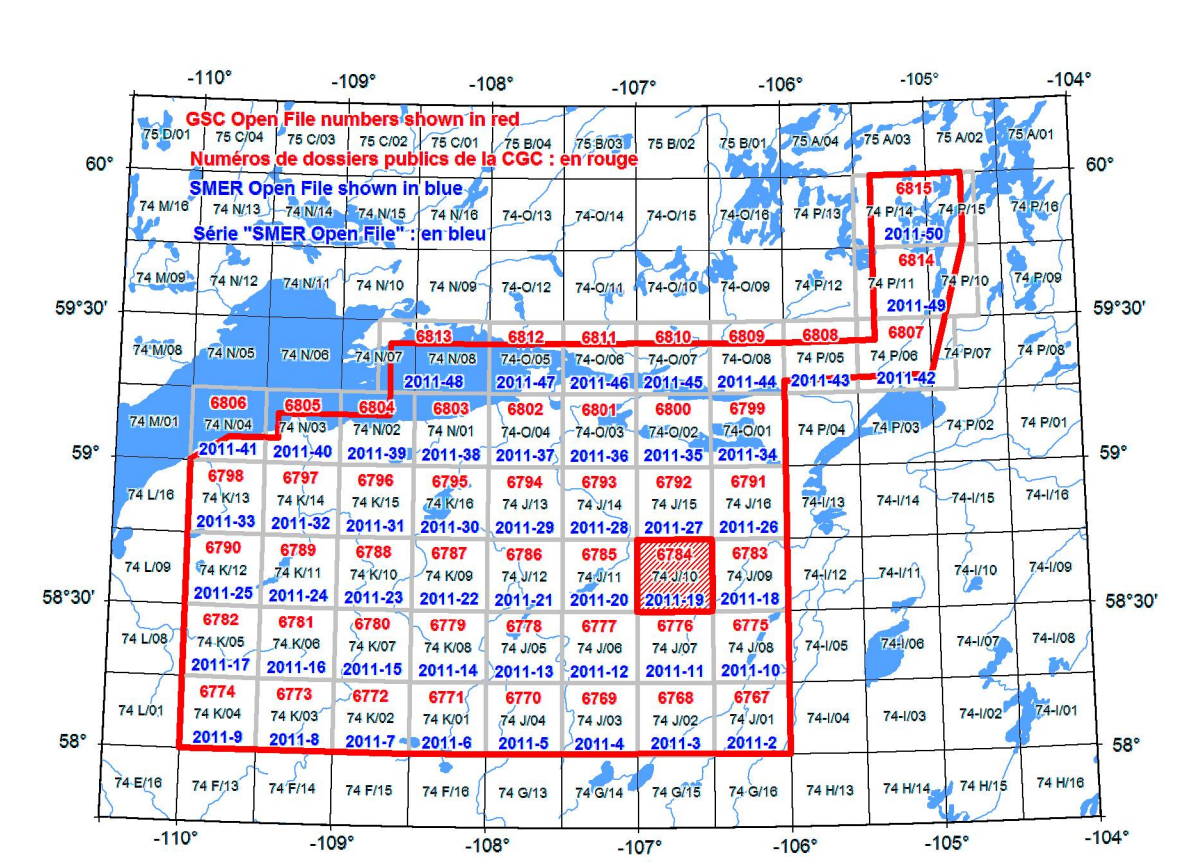 -110° -109° -108° -107° -106° -105° -104°
GSC Open File numbers shown in red
75 D/01 75 C/04 75 C/03 75 C/02 75 C/01 75 B/04 75 B/03 75 B/02 75 B/01 75 A/04 75 A/03 75 A/02 75 A/01
Numéros de dossiers publics de la CGC : en rouge
60° 60°
SMER Open File shown in blue
6815
74 M/16 74 N/13 74 N/14 74 N/15 74 N/16 74-O/13 74-O/14 74-O/15 74-O/16 74 P/13 74 P/14 74 P/15 74 P/16
Série "SMER Open File" : en bleu
2011-50
6814
74 M/09 74 N/12 74 N/11 74 N/10 74 N/09 74-O/12 74-O/11 74-O/10 74-O/09 74 P/12 74 P/11 74 P/10 74 P/09
2011-49
59°30' 59°30'
6813 6812 6811 6810 6809 6808 6807
74 M/08 74 N/05 74 N/06 74 N/07 74 N/08 74-O/05 74-O/06 74-O/07 74-O/08 74 P/05 74 P/06 74 P/07 74 P/08
2011-48 2011-47 2011-46 2011-45 2011-44 2011-43 2011-42
6806 6805 6804 6803 6802 6801 6800 6799
74 M/01 74 N/04 74 N/03 74 N/02 74 N/01 74-O/04 74-O/03 74-O/02 74-O/01 74 P/04 74 P/03 74 P/02 74 P/01
2011-41 2011-40 2011-39 2011-38 2011-37 2011-36 2011-35 2011-34
59° 59°
6798 6797 6796 6795 6794 6793 6792 6791
74 L/16 74 K/13 74 K/14 74 K/15 74 K/16 74 J/13 74 J/14 74 J/15 74 J/16 74-I/13 74-I/14 74-I/15 74-I/16
2011-33 2011-32 2011-31 2011-30 2011-29 2011-28 2011-27 2011-26
6790 6789 6788 6787 6786 6785 6784 6783
74 L/09 74 K/12 74 K/11 74 K/10 74 K/09 74 J/12 74 J/11 74 J/10 74 J/09 74-I/12 74-I/11 74-I/10 74-I/09
2011-25 2011-24 2011-23 2011-22 2011-21 2011-20 2011-19 2011-18
58°30' 58°30'
6782 6781 6780 6779 6778 6777 6776 6775
74 L/08 74 K/05 74 K/06 74 K/07 74 K/08 74 J/05 74 J/06 74 J/07 74 J/08 74-I/05 74-I/06 74-I/07 74-I/08
2011-17 2011-16 2011-15 2011-14 2011-13 2011-12 2011-11 2011-10
6774 6773 6772 6771 6770 6769 6768 6767
74 L/01 74 K/04 74 K/03 74 K/02 74 K/01 74 J/04 74 J/03 74 J/02 74 J/01 74-I/04 74-I/03 74-I/02 74-I/01
2011-9 2011-8 2011-7 2011-6 2011-5 2011-4 2011-3 2011-2
58° 58°
74 E/16 74 F/13 74 F/14 74 F/15 74 F/16 74 G/13 74 G/14 74 G/15 74 G/16 74 H/13 74 H/14 74 H/15 74 H/16
-110° -109° -108° -107° -106° -105° -104°